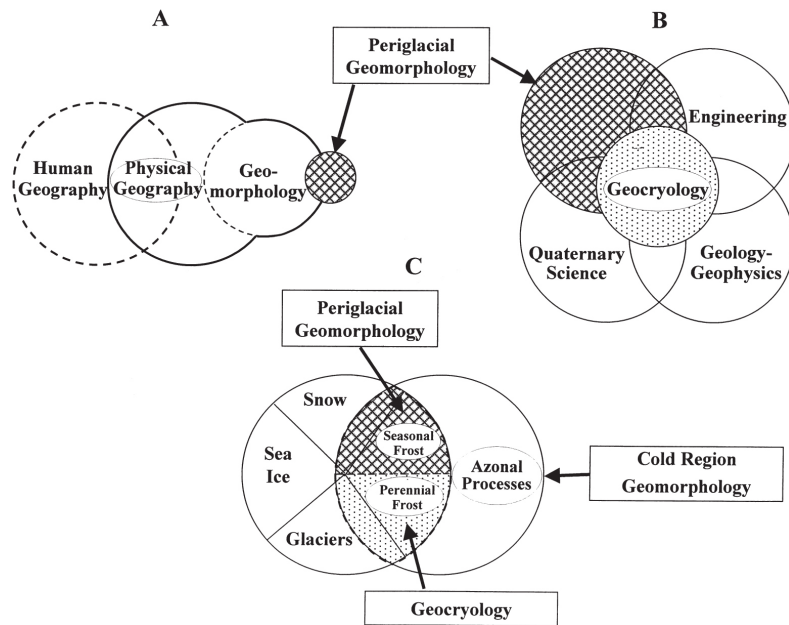 A
B
Periglacial
Geomorphology
Human
Geography
Physical
Geography
Geo-
morphology
Engineering
Geocryology
Quaternary
Science
Geology-
Geophysics
C
Periglacial
Geomorphology
Snow
Sea
Ice
Glaciers
Seasonal
Frost
Perennial
Frost
Azonal
Processes
Cold Region
Geomorphology
Geocryology